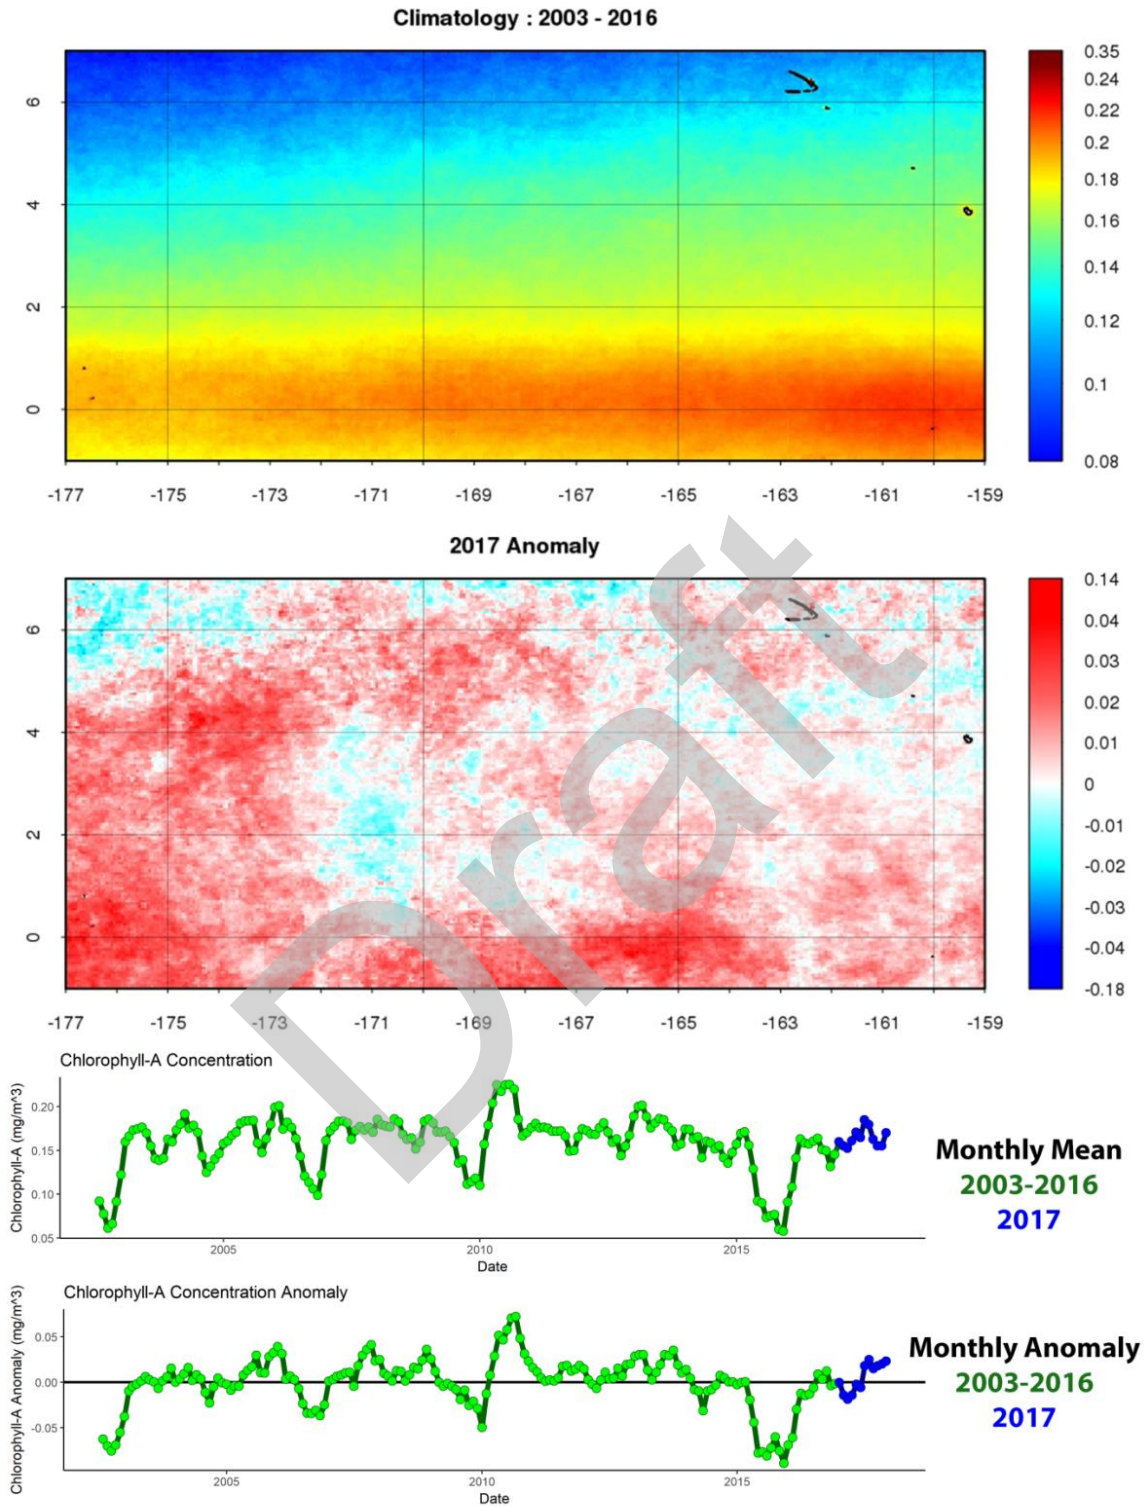 Climatology : 2003 - 2016
6
4
2
0
-177 -175 -173 -171 -169 -167 -165 -163 -161 -159
0.35
0.24
0.22
0.2
0.18
0.16
0.14
0.12
0.1
0.08
2017 Anomaly
6
4
2
0
-177 -175 -173 -171 -169 -167 -165 -163 -161 -159
0.14
0.04
0.03
0.02
0.01
0
-0.01
-0.02
-0.03
-0.04
-0.18
Draft
Chlorophyll-A Concentration
Chlorophyll-A (mg/m^3)
0.20
0.15
0.10
0.05
2005 2010 2015
Date
Monthly Mean
2003-2016
2017
Chlorophyll-A Concentration Anomaly
Chlorophyll-A Anomaly (mg/m^3)
0.05
0.00
-0.05
2005 2010 2015
Date
Monthly Anomaly
2003-2016
2017